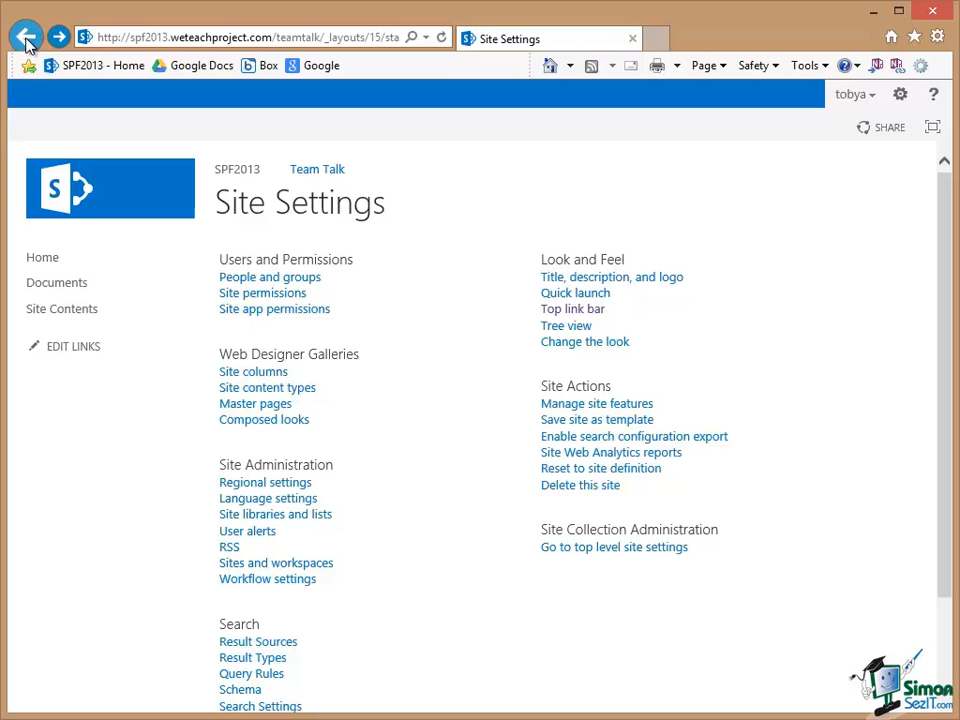 http://spf2013.weteachproject.com/teamtalk/_layouts/15/sta
Site Settings
SPF2013 - Home
Google Docs
Box
Google
Page
Safety
Tools
tobya
SHARE
SPF2013
Team Talk
Site Settings
Home
Documents
Site Contents
EDIT LINKS
Users and Permissions
People and groups
Site permissions
Site app permissions
Web Designer Galleries
Site columns
Site content types
Master pages
Composed looks
Site Administration
Regional settings
Language settings
Site libraries and lists
User alerts
RSS
Sites and workspaces
Workflow settings
Search
Result Sources
Result Types
Query Rules
Schema
Search Settings
Look and Feel
Title, description, and logo
Quick launch
Top link bar
Tree view
Change the look
Site Actions
Manage site features
Save site as template
Enable search configuration export
Site Web Analytics reports
Reset to site definition
Delete this site
Site Collection Administration
Go to top level site settings
Simon
SezIT.com